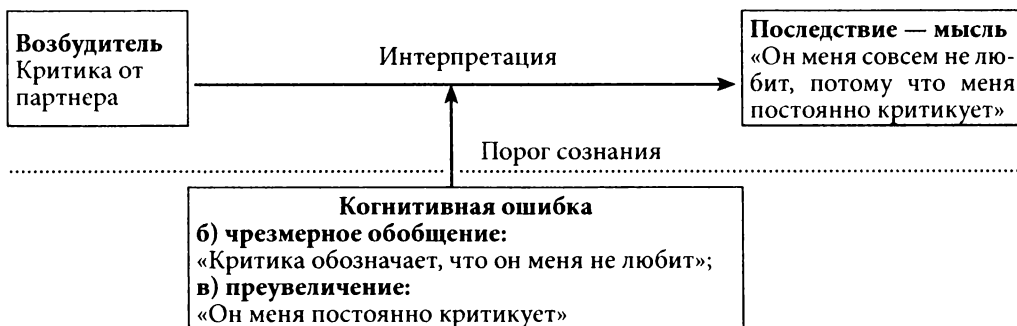 Возбудитель
Критика от
партнера
Интерпретация
Последствие — мысль
«Он меня совсем не лю-
бит, потому что меня
постоянно критикует»
Порог сознания
Когнитивная ошибка
б) чрезмерное обобщение:
«Критика обозначает, что он меня не любит»;
в) преувеличение:
«Он меня постоянно критикует»